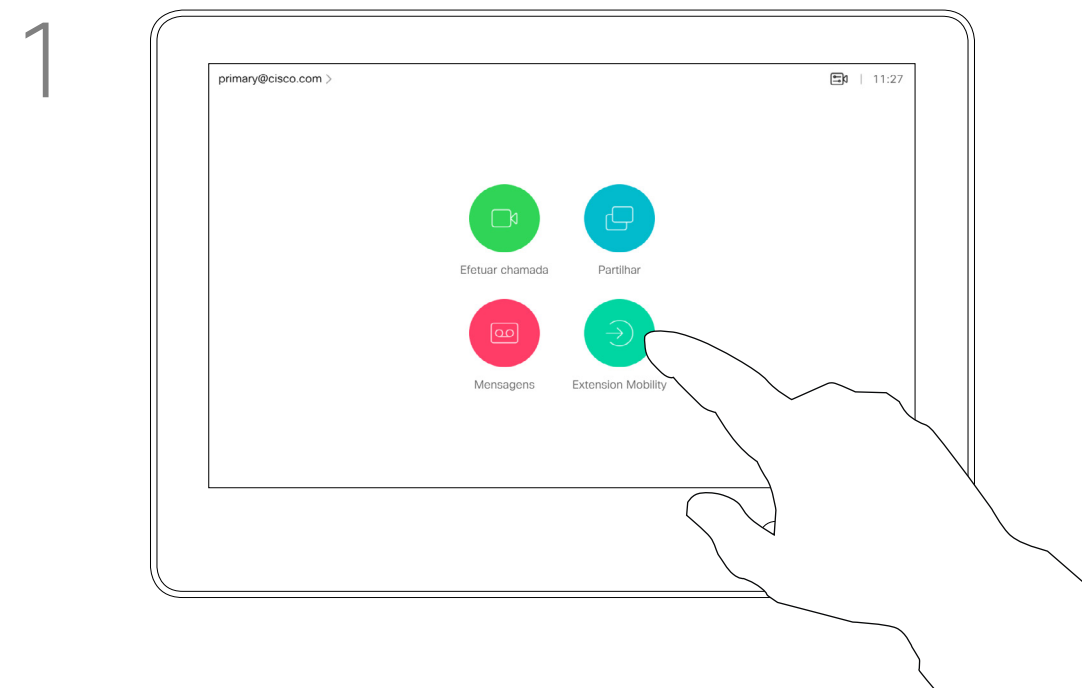 1
primary@cisco.com >
11:27
Efetuar chamada
Partilhar
Mensagens
Extension Mobility